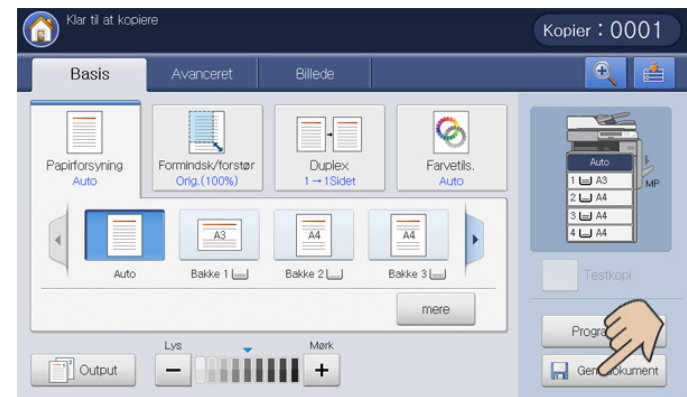 Klar til at kopiere
Kopier : 0001
Basis
Avanceret
Billede
Papirforsyning
Auto
Formindsk/forstør
Orig.(100%)
Duplex
1→1Sidet
Farvetils.
Auto
Auto
1 A3
2 A4
3 A4
4 A4
MP
A3
A4
A4
Auto
Bakke 1
Bakke 2
Bakke 3
Testkopi
mere
Output
Lys
Mørk